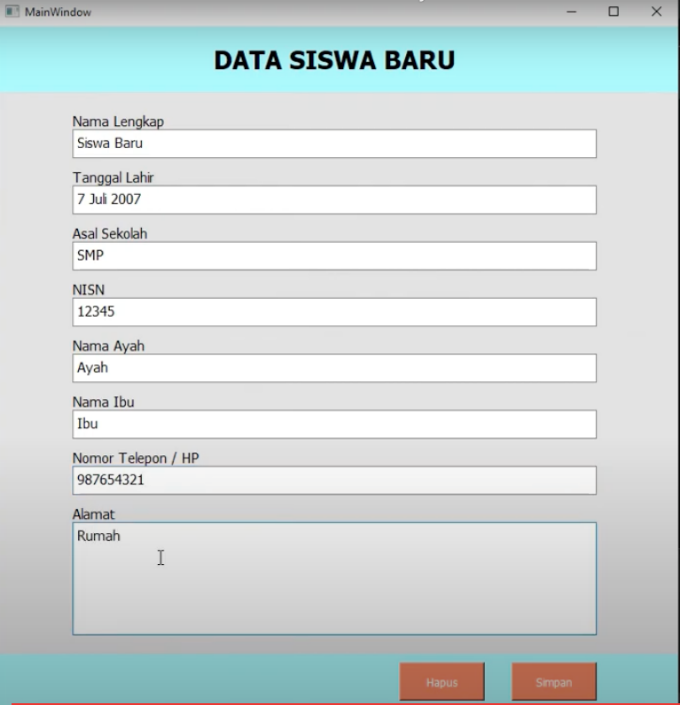 MainWindow
DATA SISWA BARU
Nama Lengkap
Siswa Baru
Tanggal Lahir
7 Juli 2007
Asal Sekolah
SMP
NISN
12345
Nama Ayah
Ayah
Nama Ibu
Ibu
Nomor Telepon / HP
987654321
Alamat
Rumah
Hapus Simpan